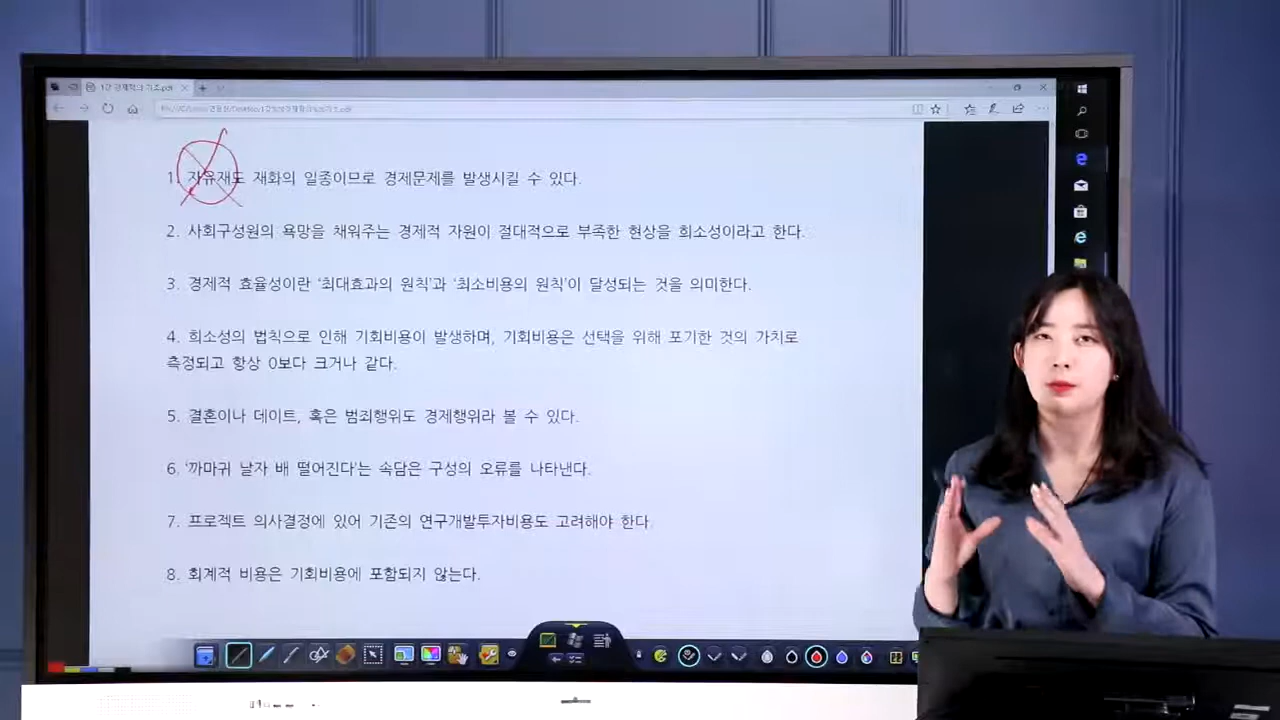 1. 자유재도 재화의 일종이므로 경제문제를 발생시킬 수 있다.
2. 사회구성원의 욕망을 채워주는 경제적 자원이 절대적으로 부족한 현상을 희소성이라고 한다.
3. 경제적 효율성이란 '최대효과의 원칙'과 '최소비용의 원칙'이 달성되는 것을 의미한다.
4. 희소성의 법칙으로 인해 기회비용이 발생하며, 기회비용은 선택을 위해 포기한 것의 가치로
측정되고 항상 0보다 크거나 같다.
5. 결혼이나 데이트, 혹은 범죄행위도 경제행위라 볼 수 있다.
6. '까마귀 날자 배 떨어진다'는 속담은 구성의 오류를 나타낸다.
7. 프로젝트 의사결정에 있어 기존의 연구개발투자비용도 고려해야 한다
8. 회계적 비용은 기회비용에 포함되지 않는다.